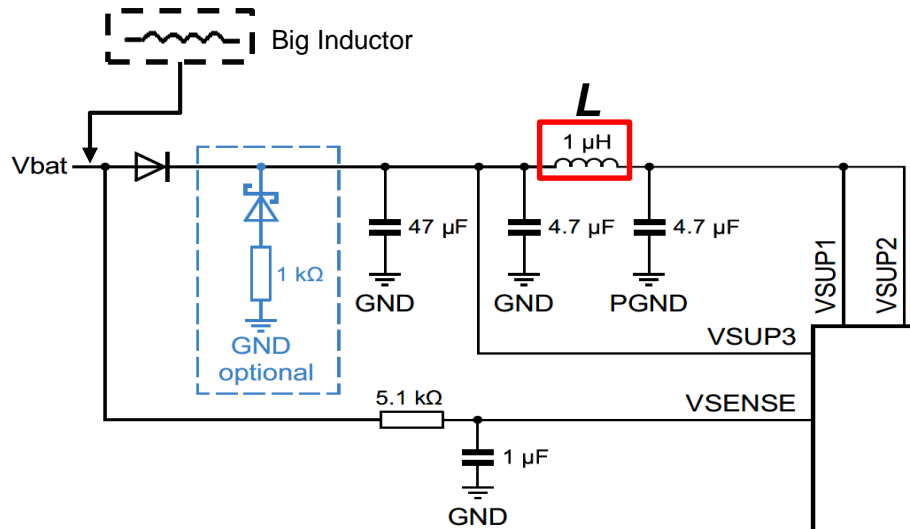 Big Inductor
L
1 µH
Vbat
47 µF
4.7 µF
4.7 µF
1 kΩ
GND
GND
PGND
VSUP1
VSUP2
GND
optional
VSUP3
5.1 kΩ
VSENSE
1 µF
GND